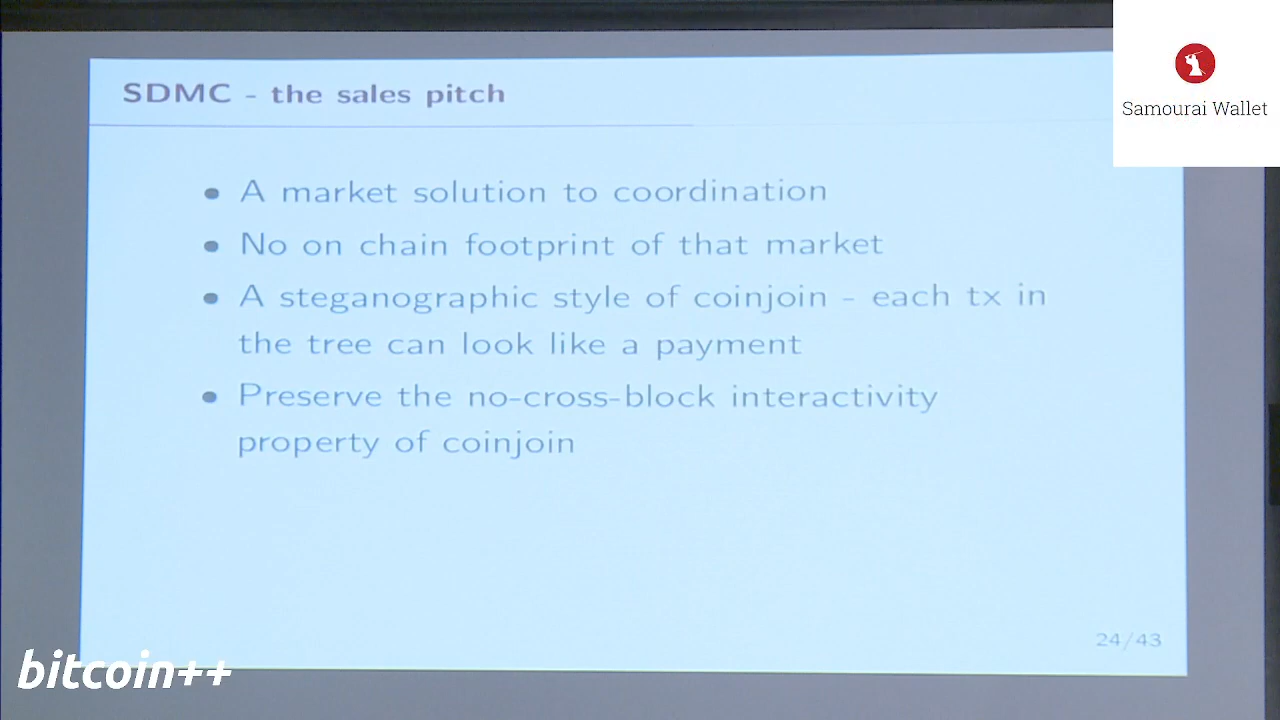 SDMC - the sales pitch
Samourai Wallet
• A market solution to coordination
• No on chain footprint of that market
• A steganographic style of coinjoin - each tx in
the tree can look like a payment
• Preserve the no-cross-block interactivity
property of coinjoin
24/43
bitcoin++